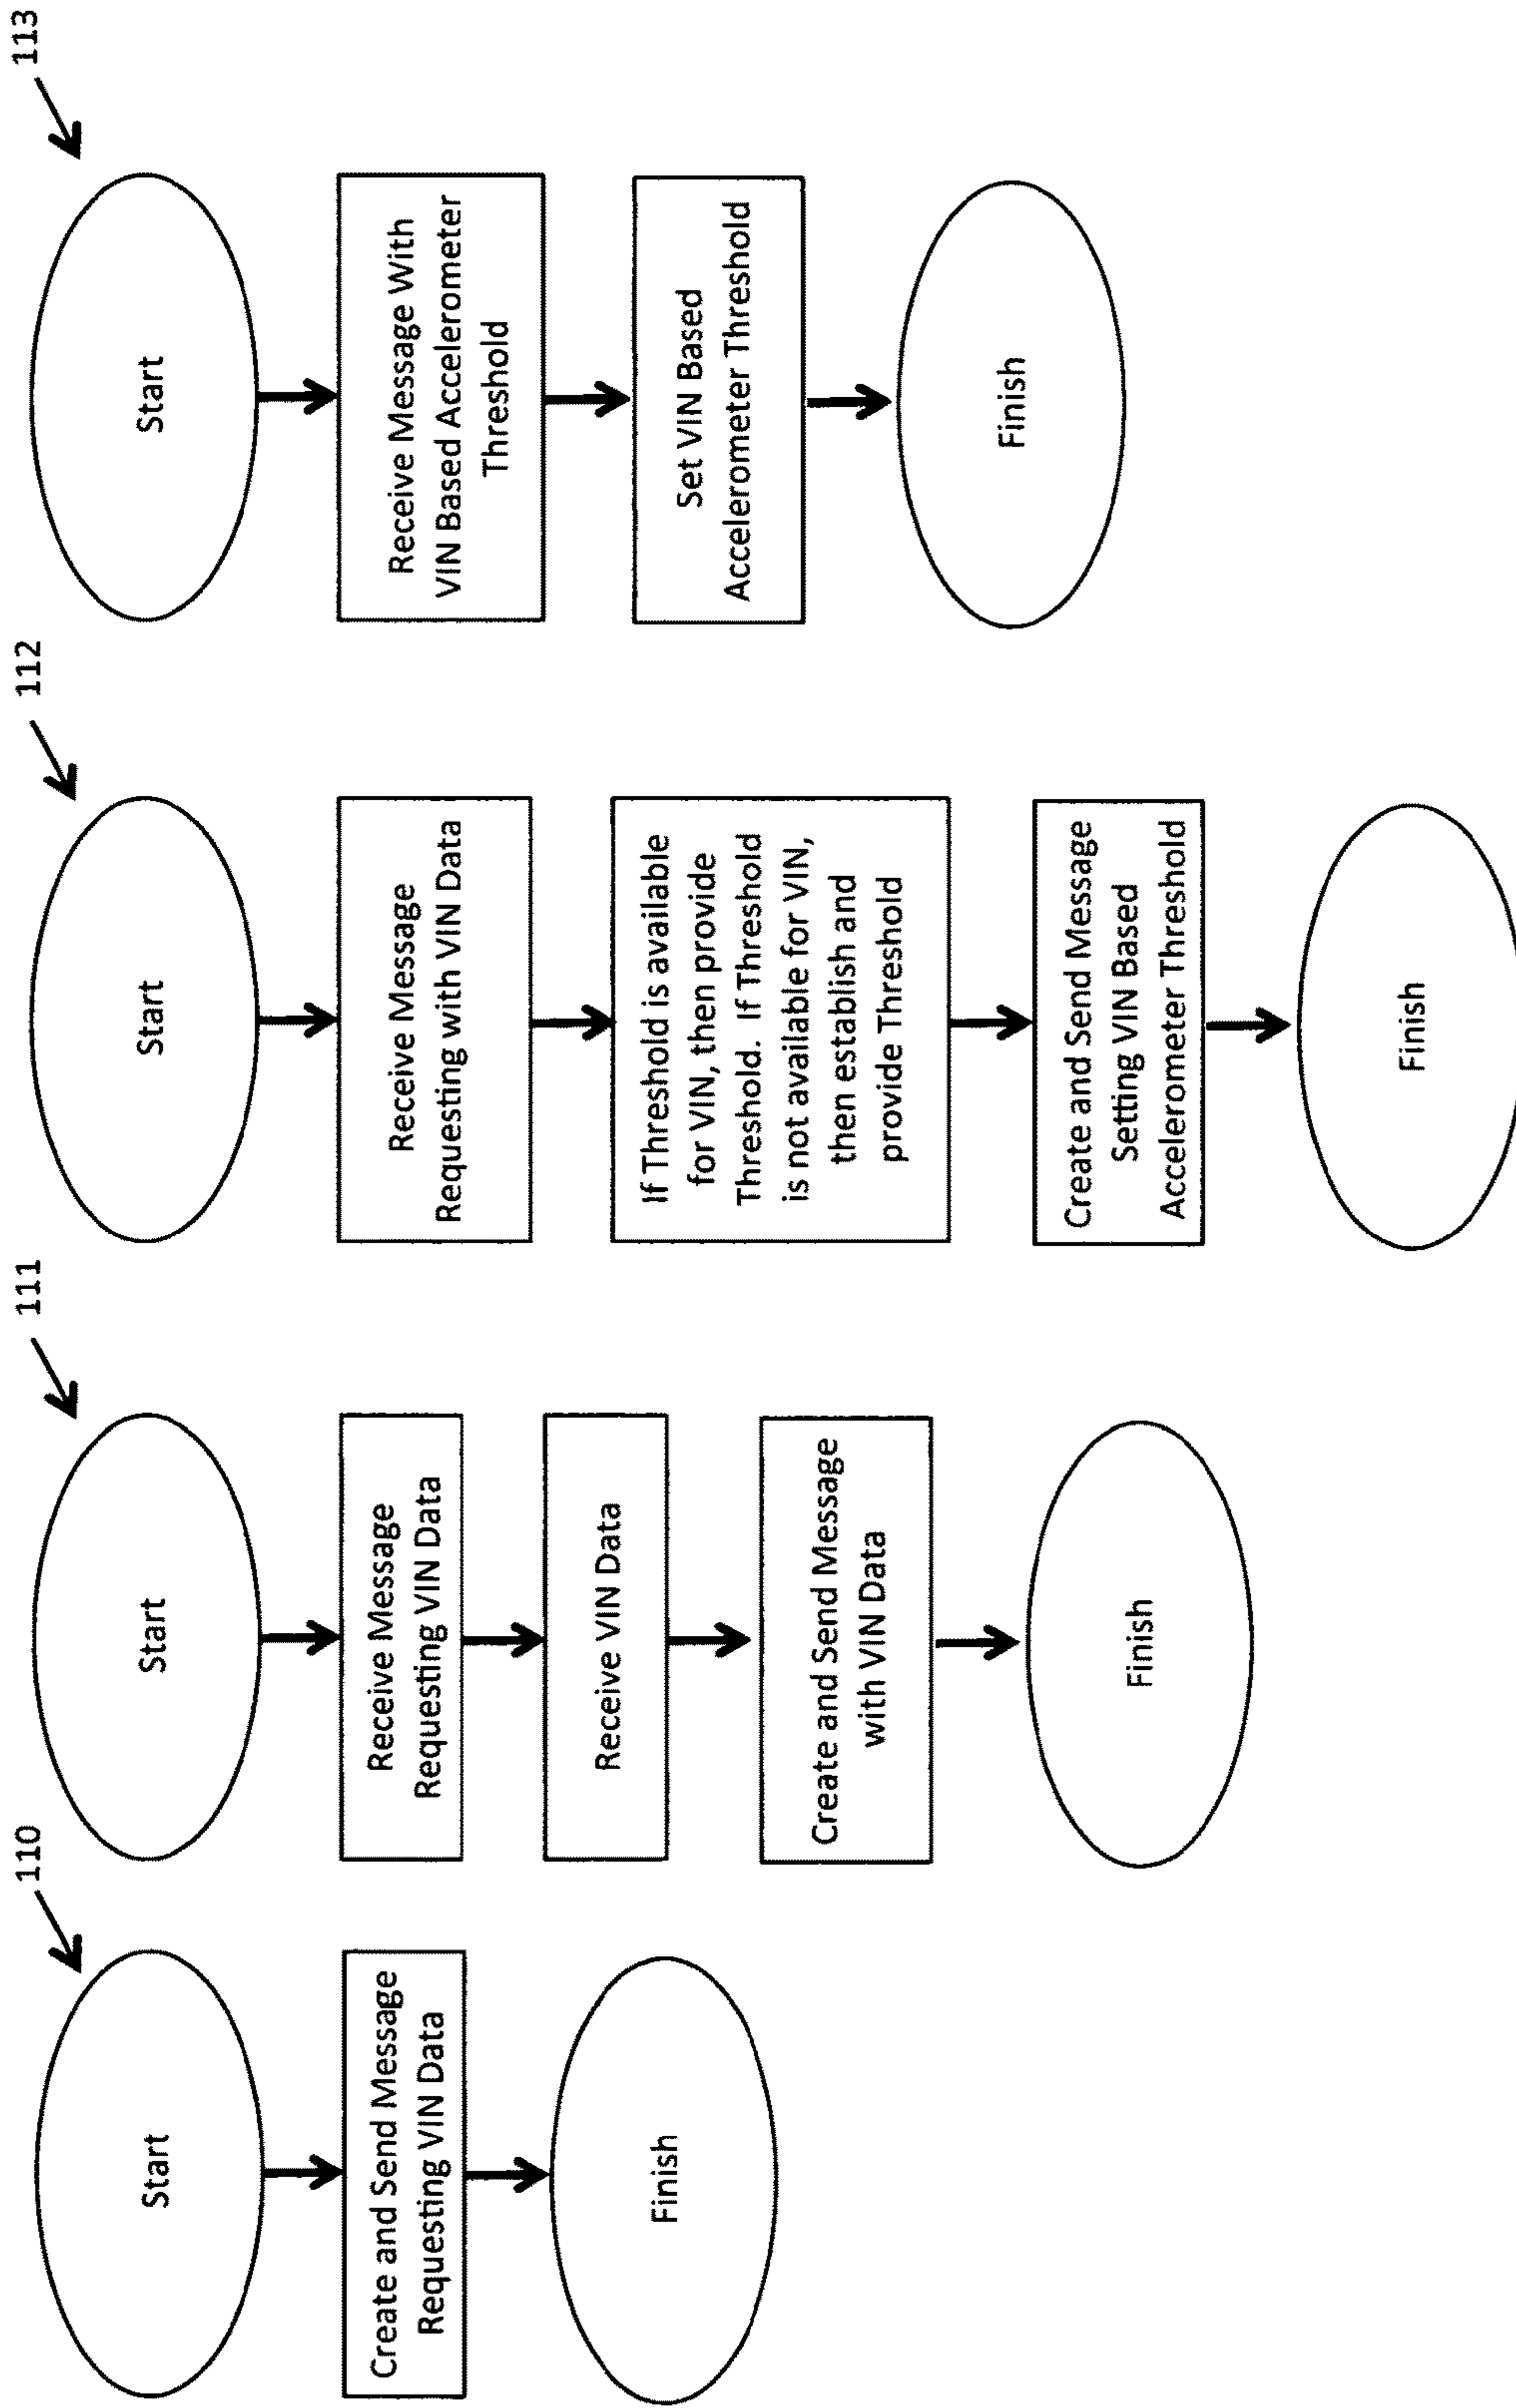 110
Start
Create and Send Message
Requesting VIN Data
Finish
111
Start
Receive Message
Requesting VIN Data
Receive VIN Data
Create and Send Message
with VIN Data
Finish
112
Start
Receive Message
Requesting with VIN Data
If Threshold is available
for VIN, then provide
Threshold. If Threshold
is not available for VIN,
then establish and
provide Threshold
Create and Send Message
Setting VIN Based
Accelerometer Threshold
Finish
113
Start
Receive Message With
VIN Based Accelerometer
Threshold
Set VIN Based
Accelerometer Threshold
Finish